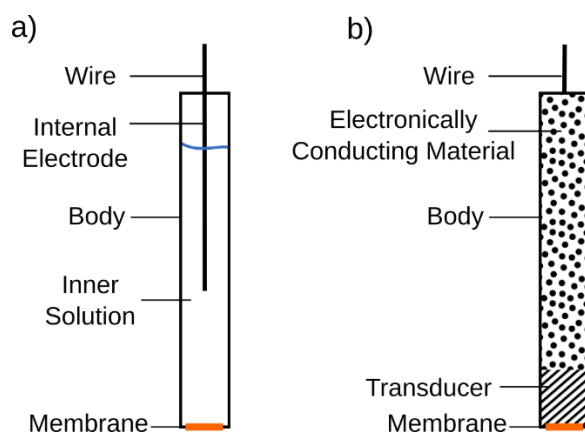 a)
Wire
Internal
Electrode
Body
Inner
Solution
Membrane
b)
Wire
Electronically
Conducting Material
Body
Transducer
Membrane